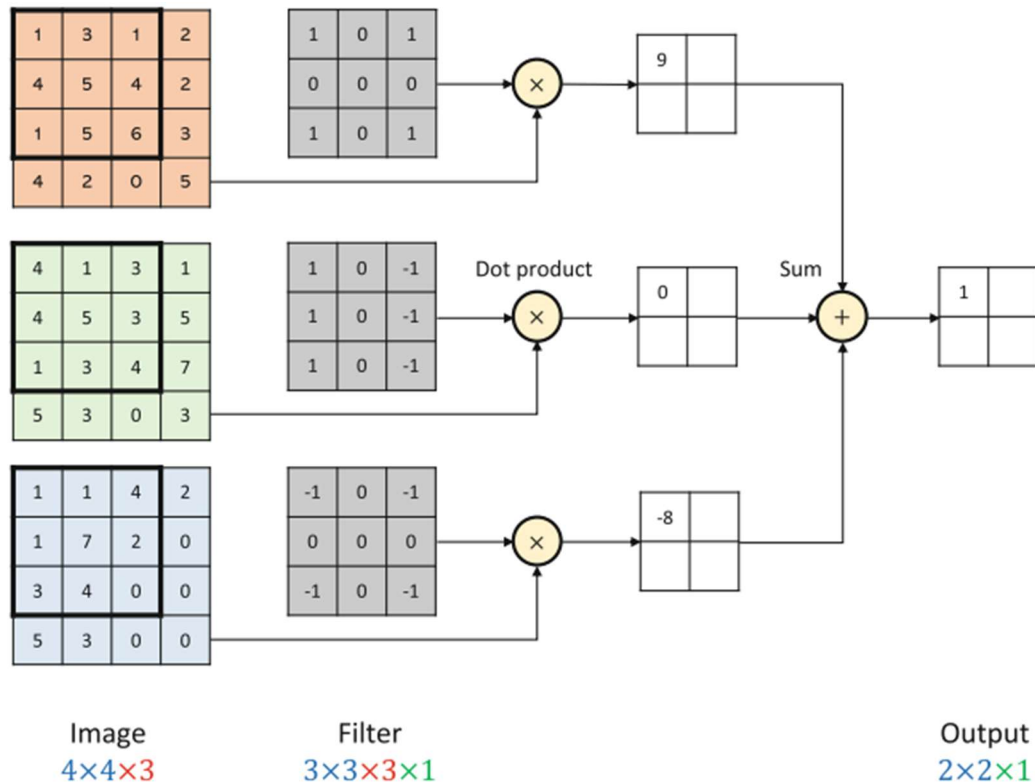 1 3 1 2
4 5 4 2
1 5 6 3
4 2 0 5
1 0 1
0 0 0
1 0 1
×
9
4 1 3 1
4 5 3 5
1 3 4 7
5 3 0 3
1 0 -1
1 0 -1
1 0 -1
Dot product
×
0
Sum
+
1
1 1 4 2
1 7 2 0
3 4 0 0
5 3 0 0
-1 0 -1
0 0 0
-1 0 -1
×
-8
Image
4×4×3
Filter
3×3×3×1
Output
2×2×1